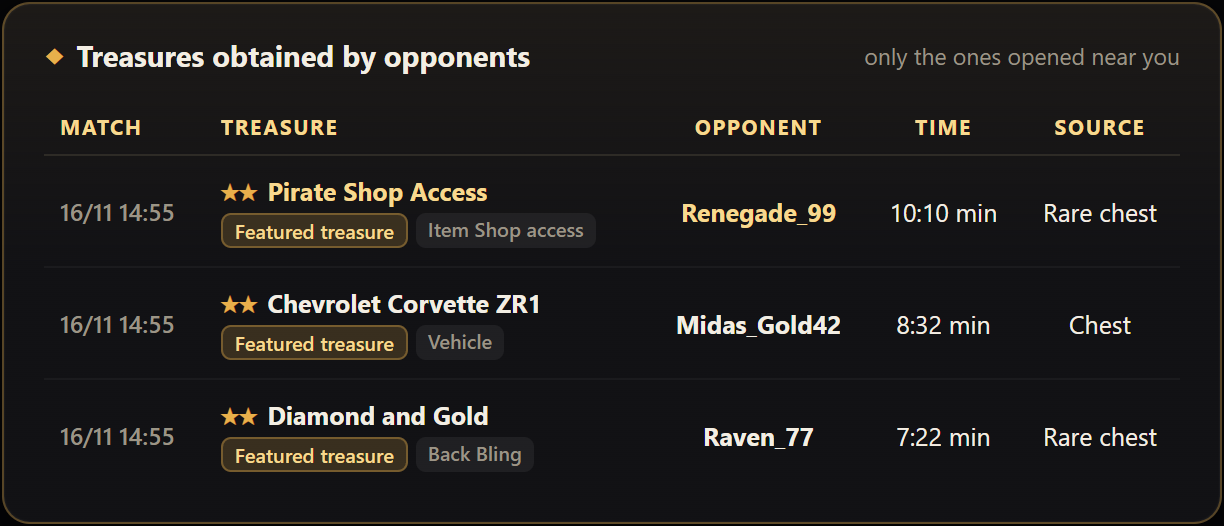 ◆ Treasures obtained by opponents only the ones opened near you
MATCH TREASURE OPPONENT TIME SOURCE
★★ Pirate Shop Access
16/11 14:55 Renegade_99 10:10 min Rare chest
Featured treasure Item Shop access
★★ Chevrolet Corvette ZR1
16/11 14:55 Midas_Gold42 8:32 min Chest
Featured treasure Vehicle
★★ Diamond and Gold
16/11 14:55 Raven_77 7:22 min Rare chest
Featured treasure Back Bling